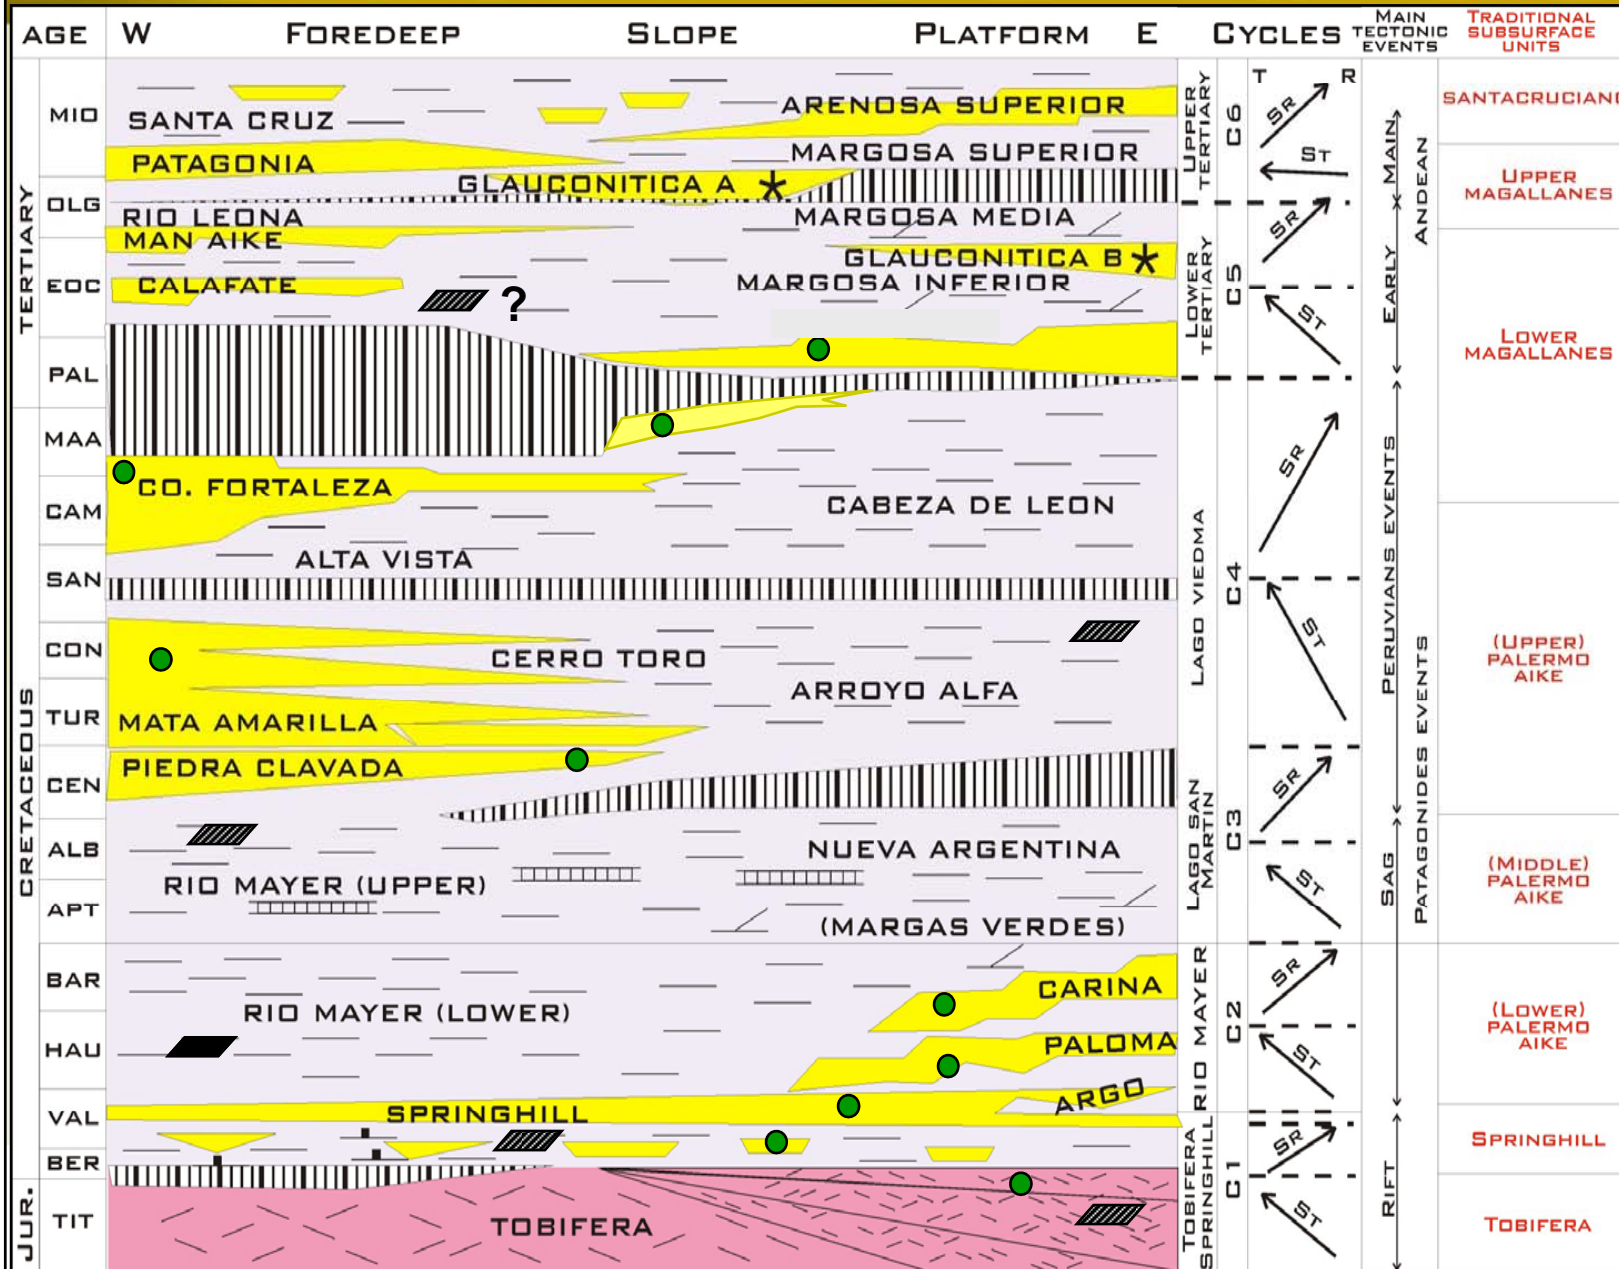 AGE W FOREDEEP SLOPE PLATFORM E CYCLES MAIN TECTONIC EVENTS TRADITIONAL SUBSURFACE UNITS
T R
TERTIARY
CRETACEOUS
JUR.
MIO
OLG
EOC
PAL
MAA
CAM
SAN
CON
TUR
CEN
ALB
APT
BAR
HAU
VAL
BER
TIT
SANTA CRUZ
ARENOSA SUPERIOR
PATAGONIA
MARGOSA SUPERIOR
GLAUCONITICA A
RIO LEONA
MARGOSA MEDIA
MAN AIKE
GLAUCONITICA B
CALAFATE
MARGOSA INFERIOR
?
CO. FORTALEZA
CABEZA DE LEON
ALTA VISTA
CERRO TORO
ARROYO ALFA
MATA AMARILLA
PIEDRA CLAVADA
NUEVA ARGENTINA
RIO MAYER (UPPER)
(MARGAS VERDES)
CARINA
RIO MAYER (LOWER)
PALOMA
ARGO
SPRINGHILL
TOBIFERA
UPPER TERTIARY
LOWER TERTIARY
LAGO VIEDMA
LAGO SAN MARTIN
RIO MAYER
TOBIFERA SPRINGHILL
C6
C5
C4
C3
C2
C1
SR
ST
SR
ST
SR
ST
SR
ST
SR
ST
SR
ST
MAIN
EARLY
ANDEAN
PERUVIANS EVENTS
PATAGONIDES EVENTS
SAG
RIFT
SANTACRUCIANO
UPPER
MAGALLANES
LOWER
MAGALLANES
(UPPER)
PALERMO
AIKE
(MIDDLE)
PALERMO
AIKE
(LOWER)
PALERMO
AIKE
SPRINGHILL
TOBIFERA